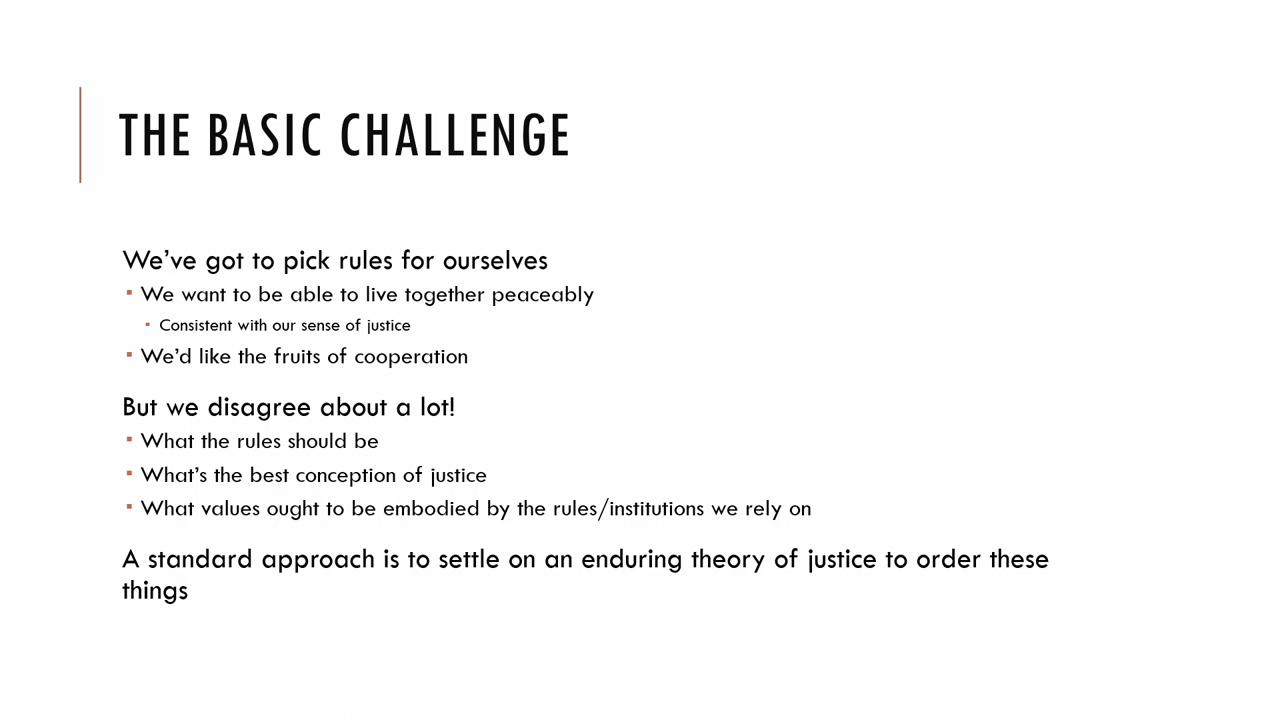 THE BASIC CHALLENGE
We've got to pick rules for ourselves
▪ We want to be able to live together peaceably
▪ Consistent with our sense of justice
▪ We'd like the fruits of cooperation
But we disagree about a lot!
▪ What the rules should be
▪ What's the best conception of justice
▪ What values ought to be embodied by the rules/institutions we rely on
A standard approach is to settle on an enduring theory of justice to order these
things